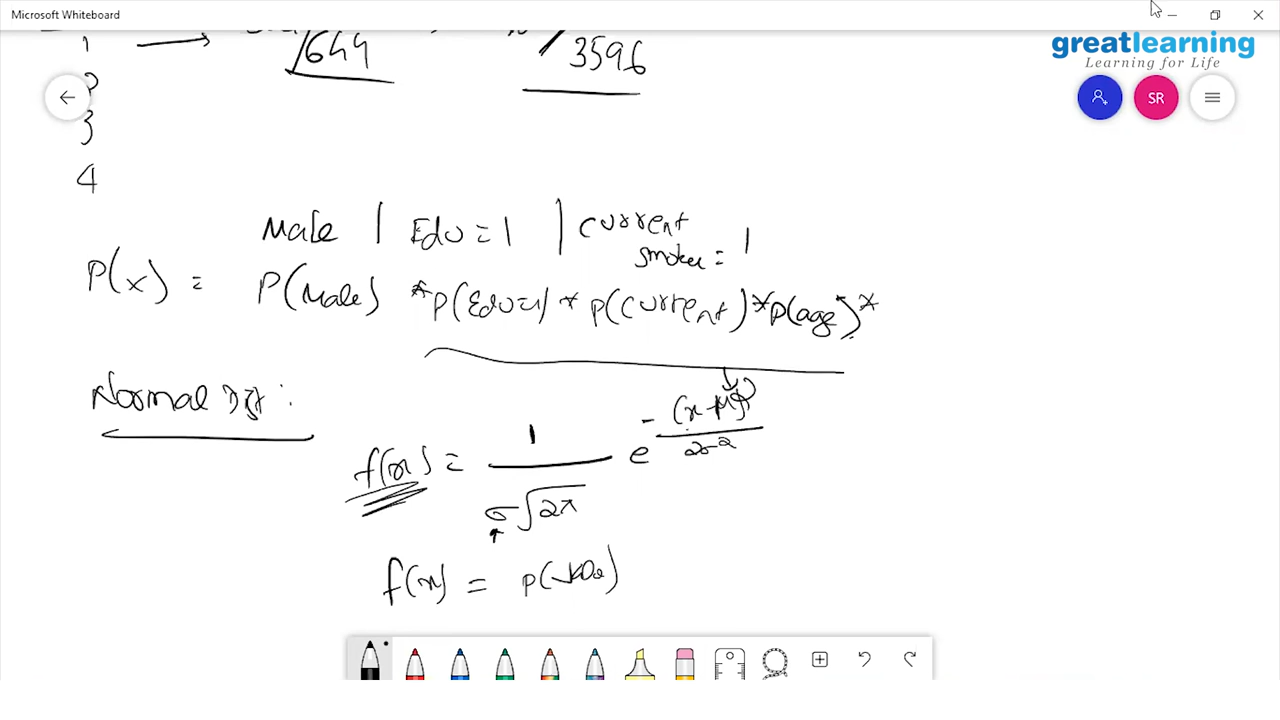 Microsoft Whiteboard
greatlearning
Learning for Life
1 → /644 /3596
3
4
SR
Male | Edu=1 | current smoker = 1
P(x) = P(Male) * P(Edu=1) * P(current) * P(age) *
Normal Dist :
f(x) = 1 / σ√2π e^-(x-μ)²/2σ²
f(x) = P(